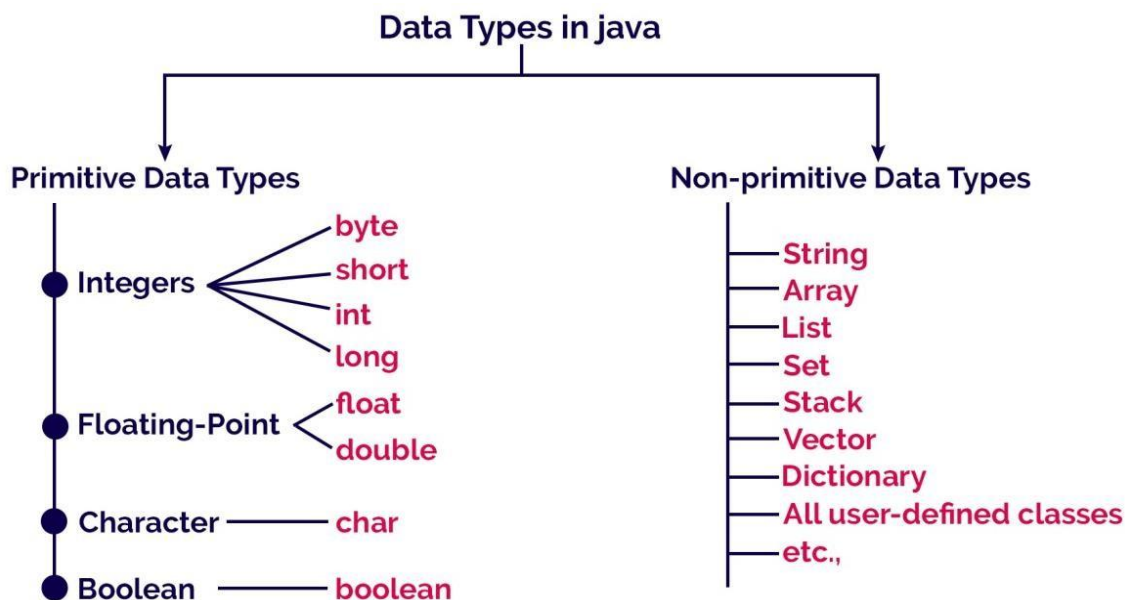 Data Types in java
Primitive Data Types
Integers
byte
short
int
long
Floating-Point
float
double
Character
char
Boolean
boolean
Non-primitive Data Types
String
Array
List
Set
Stack
Vector
Dictionary
All user-defined classes
etc.,